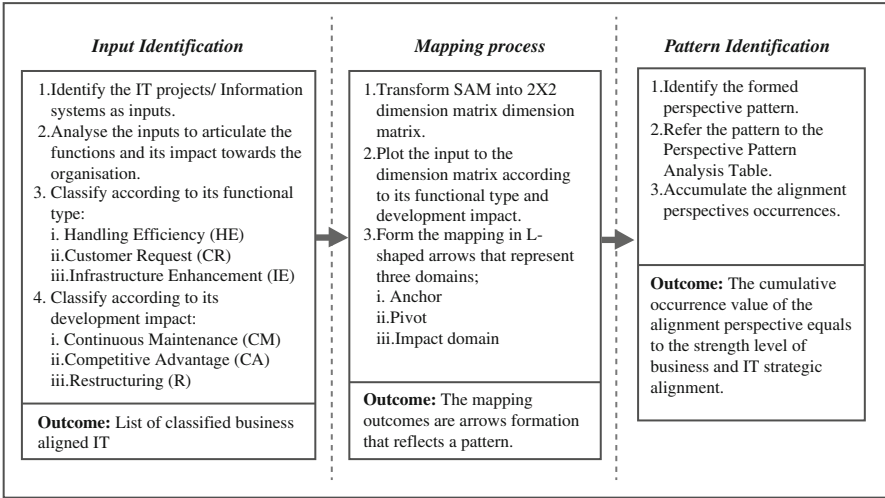 Input Identification
1.Identify the IT projects/ Information
systems as inputs.
2.Analyse the inputs to articulate the
functions and its impact towards the
organisation.
3. Classify according to its functional
type:
i. Handling Efficiency (HE)
ii.Customer Request (CR)
iii.Infrastructure Enhancement (IE)
4. Classify according to its
development impact:
i. Continuous Maintenance (CM)
ii.Competitive Advantage (CA)
iii.Restructuring (R)
Outcome: List of classified business
aligned IT
Mapping process
1.Transform SAM into 2X2
dimension matrix dimension
matrix.
2.Plot the input to the
dimension matrix according
to its functional type and
development impact.
3.Form the mapping in L-
shaped arrows that represent
three domains;
i. Anchor
ii.Pivot
iii.Impact domain
Outcome: The mapping
outcomes are arrows formation
that reflects a pattern.
Pattern Identification
1.Identify the formed
perspective pattern.
2.Refer the pattern to the
Perspective Pattern
Analysis Table.
3.Accumulate the alignment
perspectives occurrences.
Outcome: The cumulative
occurrence value of the
alignment perspective equals
to the strength level of
business and IT strategic
alignment.